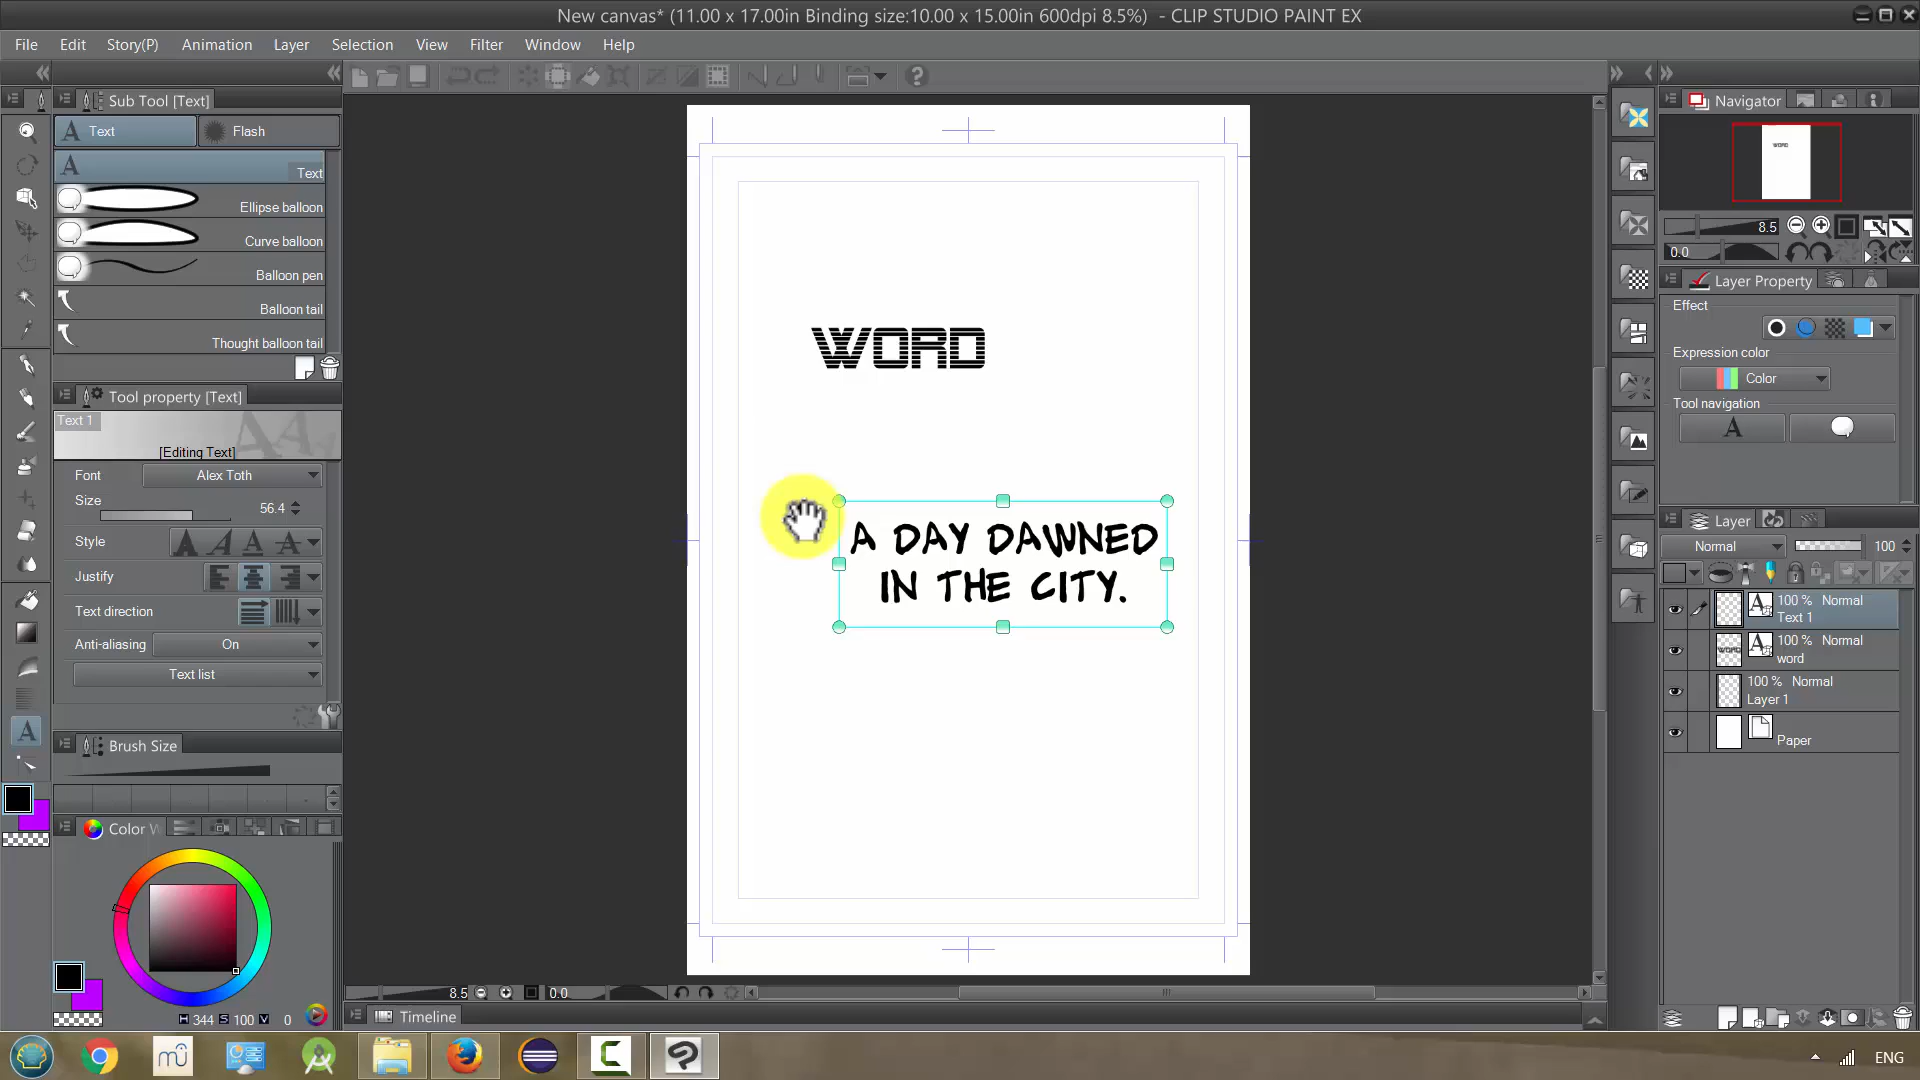 New canvas* (11.00 x 17.00in Binding size:10.00 x 15.00in 600dpi 8.5%) - CLIP STUDIO PAINT EX
File Edit Story(P) Animation Layer Selection View Filter Window Help
Sub Tool [Text]
Text Flash
Text
Ellipse balloon
Curve balloon
Balloon pen
Balloon tail
Thought balloon tail
Tool property [Text]
Text 1
[Editing Text]
Font Alex Toth
Size 56.4
Style
Justify
Text direction
Anti-aliasing On
Text list
Brush Size
Color W
H 344 S 100 V 0
WORD
A DAY DAWNED
IN THE CITY.
8.5 0.0
Timeline
Navigator
WORD
8.5
0.0
Layer Property
Effect
Expression color
Color
Tool navigation
Layer
Normal 100
100 % Normal
Text 1
100 % Normal
word
100 % Normal
Layer 1
Paper
ENG